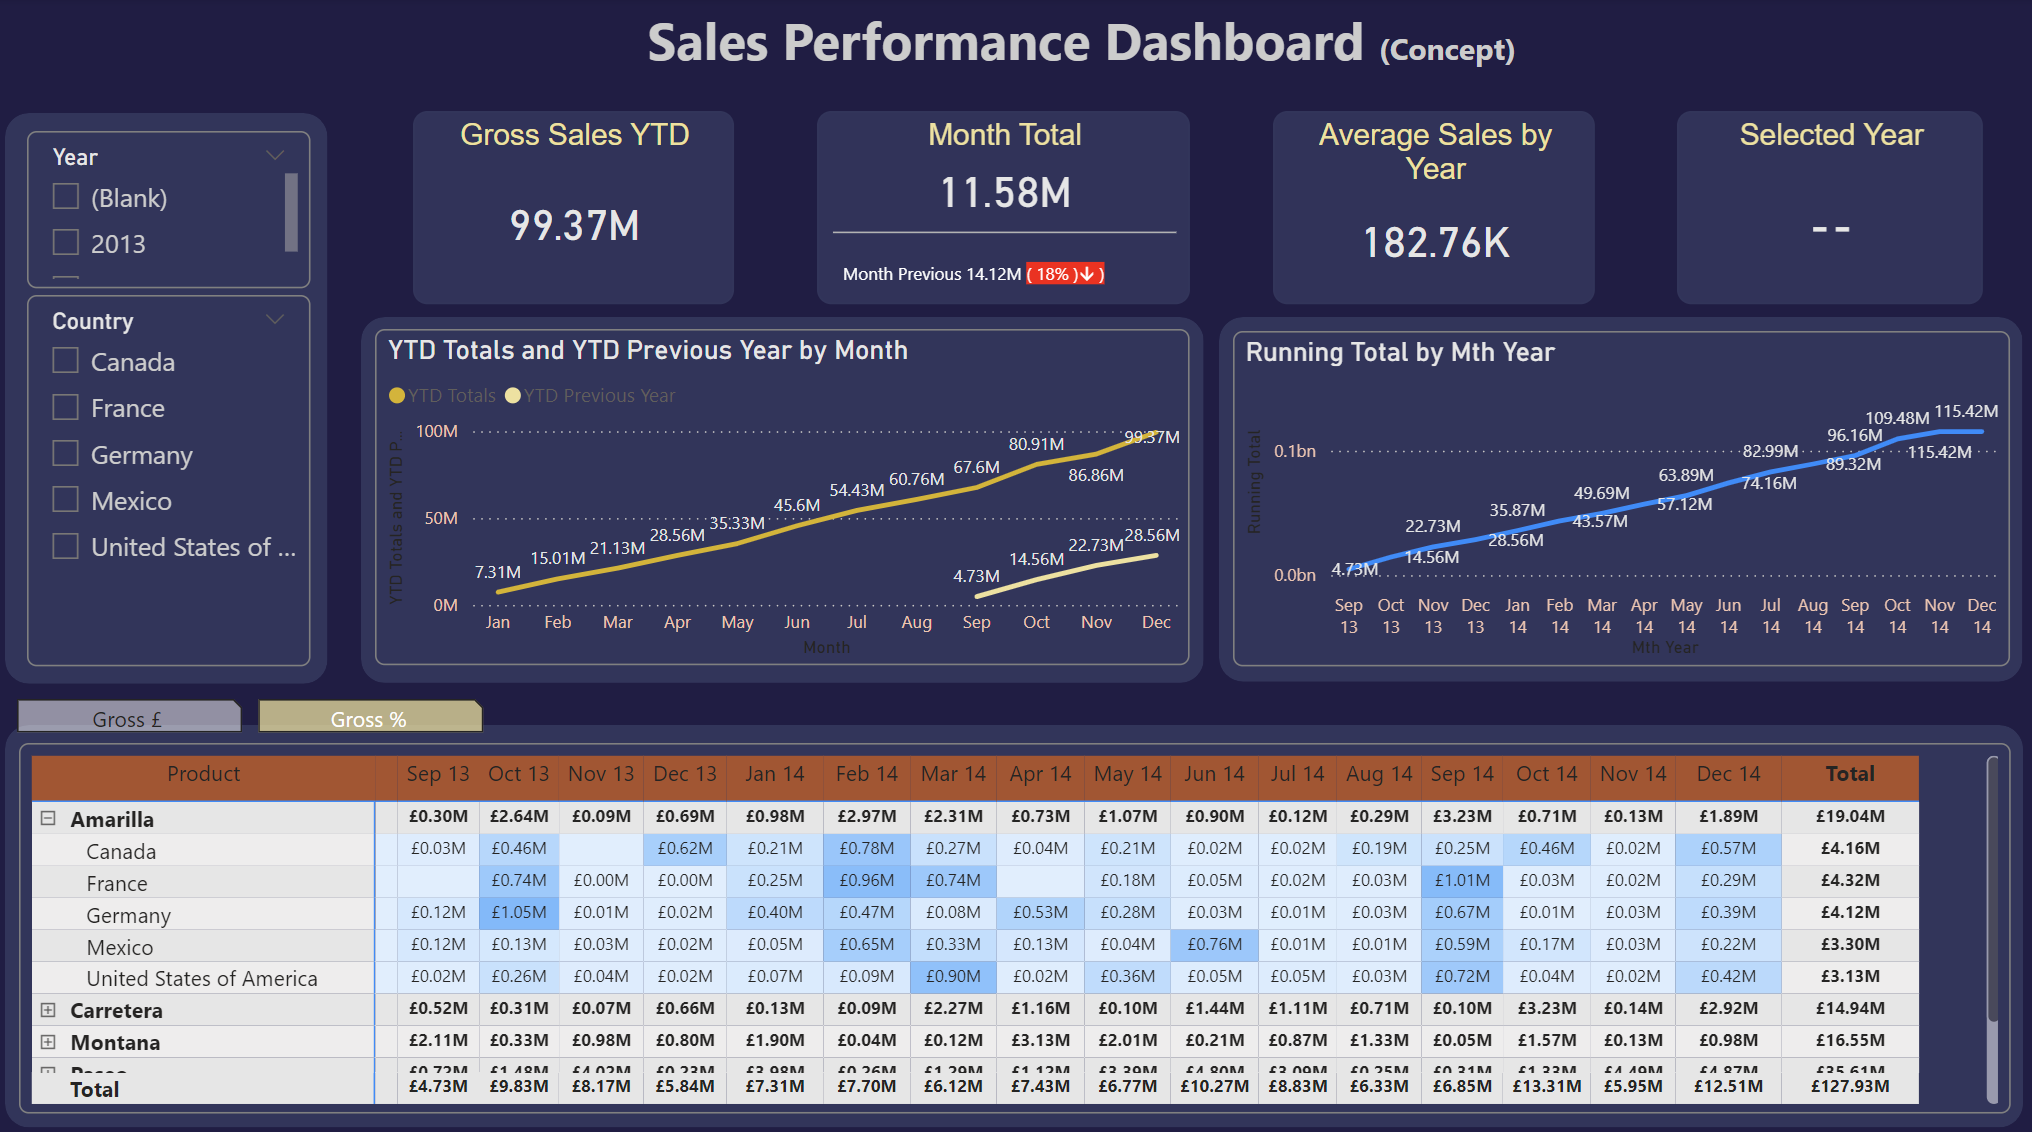 Sales Performance Dashboard (Concept)
Year
(Blank)
2013
Country
Canada
France
Germany
Mexico
United States of ...
Gross Sales YTD
99.37M
Month Total
11.58M
Month Previous 14.12M ( 18% )↓ )
Average Sales by
Year
182.76K
Selected Year
--
YTD Totals and YTD Previous Year by Month
YTD Totals YTD Previous Year
YTD Totals and YTD P...
100M
50M
0M
7.31M 15.01M 21.13M 28.56M 35.33M 45.6M 54.43M 60.76M 67.6M 80.91M 86.86M 99.37M
4.73M 14.56M 22.73M 28.56M
Jan Feb Mar Apr May Jun Jul Aug Sep Oct Nov Dec
Month
Running Total by Mth Year
Running Total
0.1bn
0.0bn
4.73M 14.56M 22.73M 28.56M 35.87M 43.57M 49.69M 57.12M 63.89M 74.16M 82.99M 89.32M 96.16M 109.48M 115.42M 115.42M
Sep Oct Nov Dec Jan Feb Mar Apr May Jun Jul Aug Sep Oct Nov Dec
13 13 13 13 14 14 14 14 14 14 14 14 14 14 14 14
Mth Year
Gross £ Gross %
Product Sep 13 Oct 13 Nov 13 Dec 13 Jan 14 Feb 14 Mar 14 Apr 14 May 14 Jun 14 Jul 14 Aug 14 Sep 14 Oct 14 Nov 14 Dec 14 Total
Amarilla £0.30M £2.64M £0.09M £0.69M £0.98M £2.97M £2.31M £0.73M £1.07M £0.90M £0.12M £0.29M £3.23M £0.71M £0.13M £1.89M £19.04M
Canada £0.03M £0.46M £0.62M £0.21M £0.78M £0.27M £0.04M £0.21M £0.02M £0.02M £0.19M £0.25M £0.46M £0.02M £0.57M £4.16M
France £0.74M £0.00M £0.00M £0.25M £0.96M £0.74M £0.18M £0.05M £0.02M £0.03M £1.01M £0.03M £0.02M £0.29M £4.32M
Germany £0.12M £1.05M £0.01M £0.02M £0.40M £0.47M £0.08M £0.53M £0.28M £0.03M £0.01M £0.03M £0.67M £0.01M £0.03M £0.39M £4.12M
Mexico £0.12M £0.13M £0.03M £0.02M £0.05M £0.65M £0.33M £0.13M £0.04M £0.76M £0.01M £0.01M £0.59M £0.17M £0.03M £0.22M £3.30M
United States of America £0.02M £0.26M £0.04M £0.02M £0.07M £0.09M £0.90M £0.02M £0.36M £0.05M £0.05M £0.03M £0.72M £0.04M £0.02M £0.42M £3.13M
Carretera £0.52M £0.31M £0.07M £0.66M £0.13M £0.09M £2.27M £1.16M £0.10M £1.44M £1.11M £0.71M £0.10M £3.23M £0.14M £2.92M £14.94M
Montana £2.11M £0.33M £0.98M £0.80M £1.90M £0.04M £0.12M £3.13M £2.01M £0.21M £0.87M £1.33M £0.05M £1.57M £0.13M £0.98M £16.55M
Total £4.73M £9.83M £8.17M £5.84M £7.31M £7.70M £6.12M £7.43M £6.77M £10.27M £8.83M £6.33M £6.85M £13.31M £5.95M £12.51M £127.93M